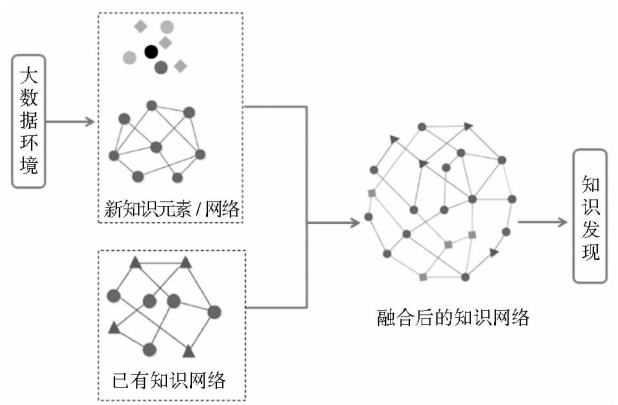 大数据环境
新知识元素/网络
已有知识网络
融合后的知识网络
知识发现